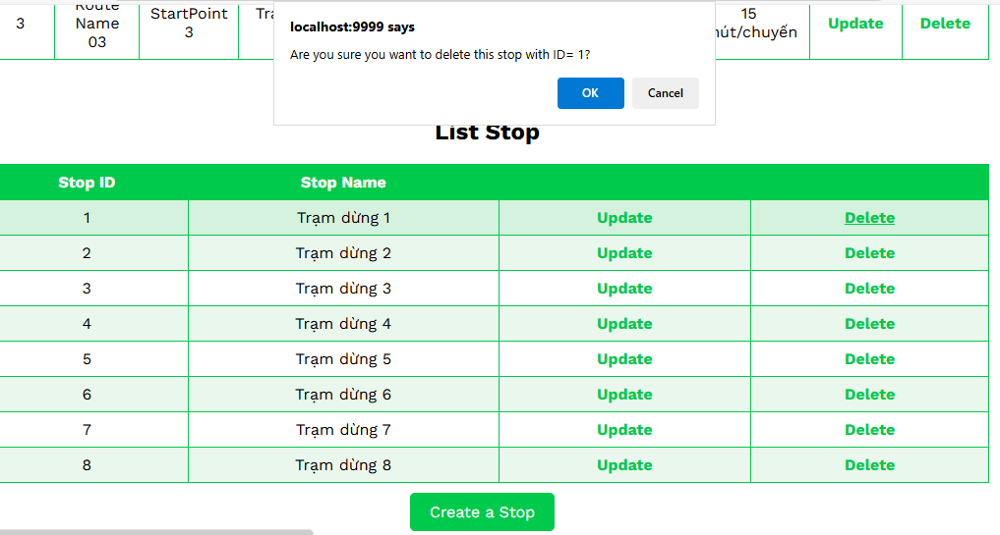 localhost:9999 says
Are you sure you want to delete this stop with ID= 1?
OK Cancel
3 Route StartPoint 15 Update Delete
Name 3 hút/chuyến
03
List Stop
Stop ID Stop Name
1 Trạm dừng 1 Update Delete
2 Trạm dừng 2 Update Delete
3 Trạm dừng 3 Update Delete
4 Trạm dừng 4 Update Delete
5 Trạm dừng 5 Update Delete
6 Trạm dừng 6 Update Delete
7 Trạm dừng 7 Update Delete
8 Trạm dừng 8 Update Delete
Create a Stop